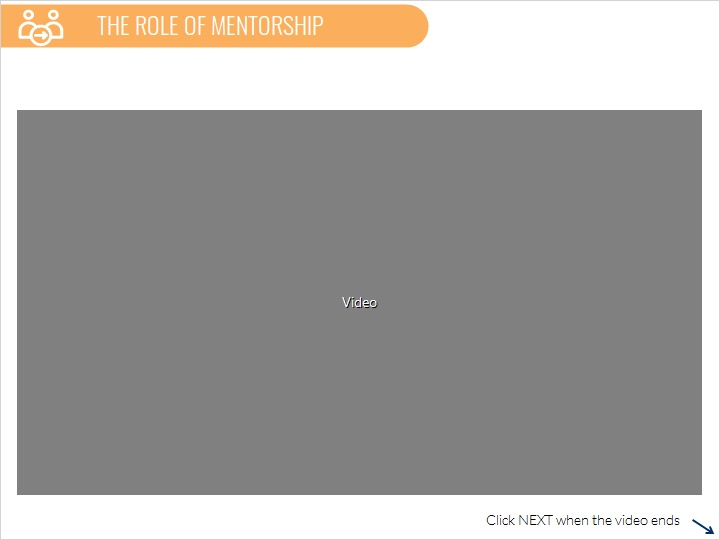 THE ROLE OF MENTORSHIP
Video
Click NEXT when the video ends